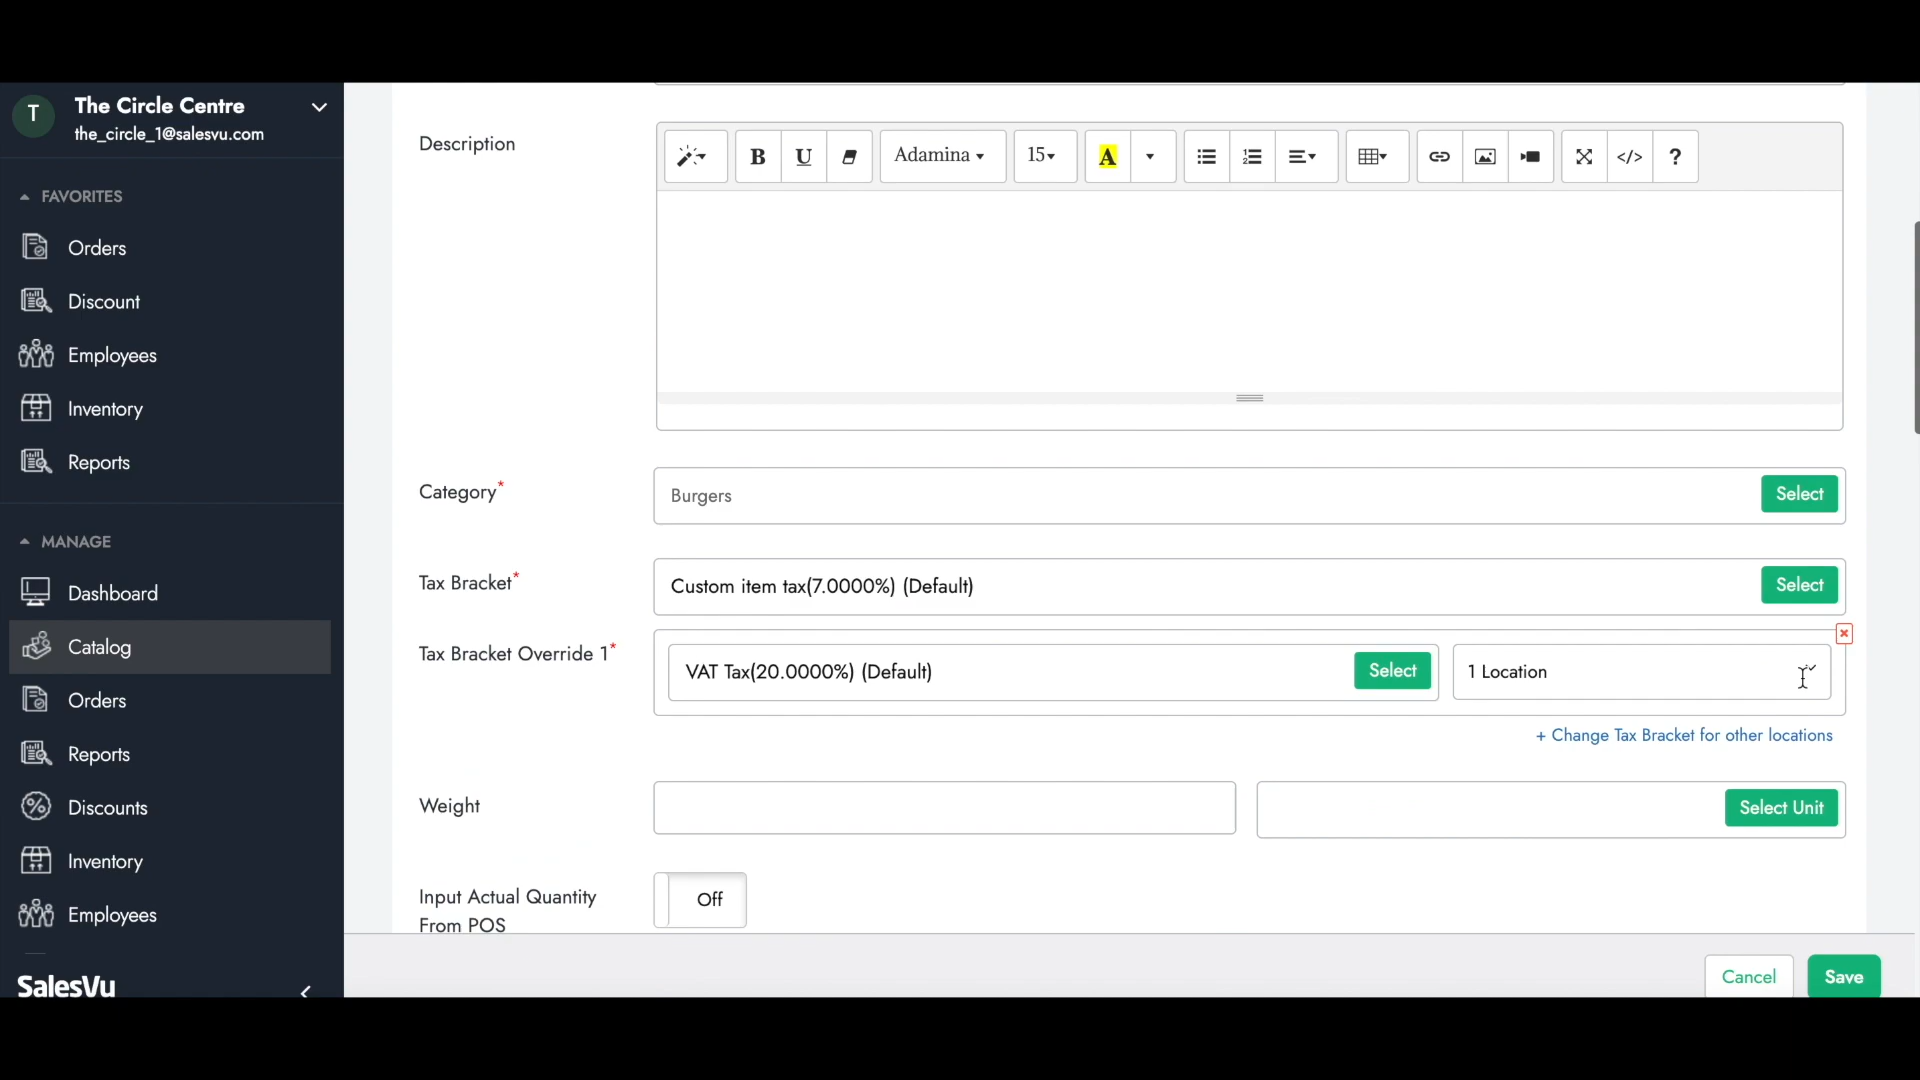 T
The Circle Centre
the_circle_1@salesvu.com
FAVORITES
Orders
Discount
Employees
Inventory
Reports
MANAGE
Dashboard
Catalog
Orders
Reports
Discounts
Inventory
Employees
SalesVu
Description
B U Adamina 15 A </> ?
Category* Burgers Select
Tax Bracket* Custom item tax(7.0000%) (Default) Select
Tax Bracket Override 1* VAT Tax(20.0000%) (Default) Select 1 Location
+ Change Tax Bracket for other locations
Weight Select Unit
Input Actual Quantity
From POS
Off
Cancel Save